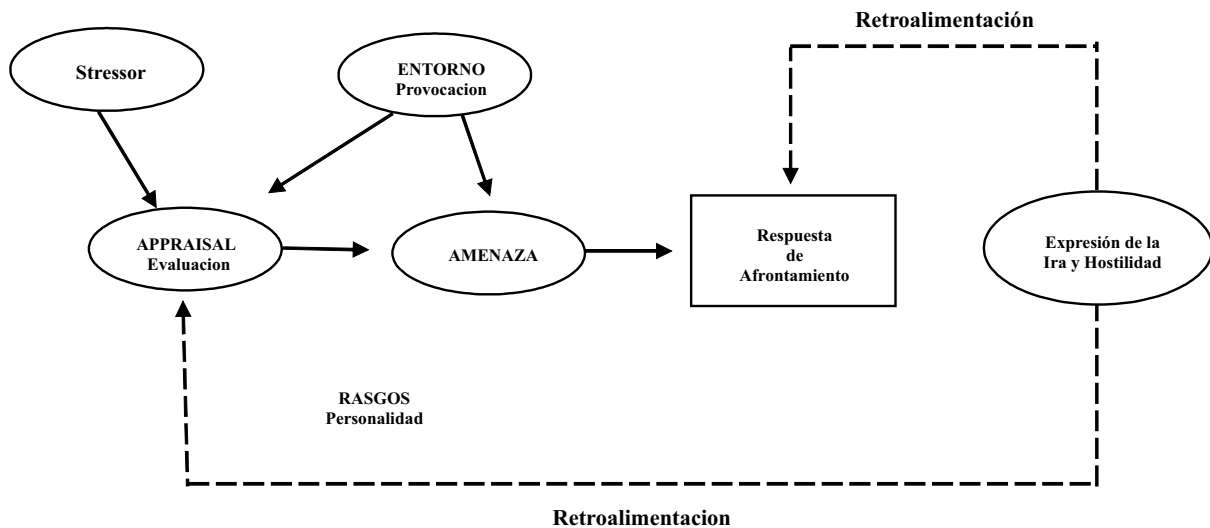 Retroalimentación
Stressor
ENTORNO
Provocacion
APPRAISAL
Evaluacion
AMENAZA
Respuesta
de
Afrontamiento
Expresión de la
Ira y Hostilidad
RASGOS
Personalidad
Retroalimentacion